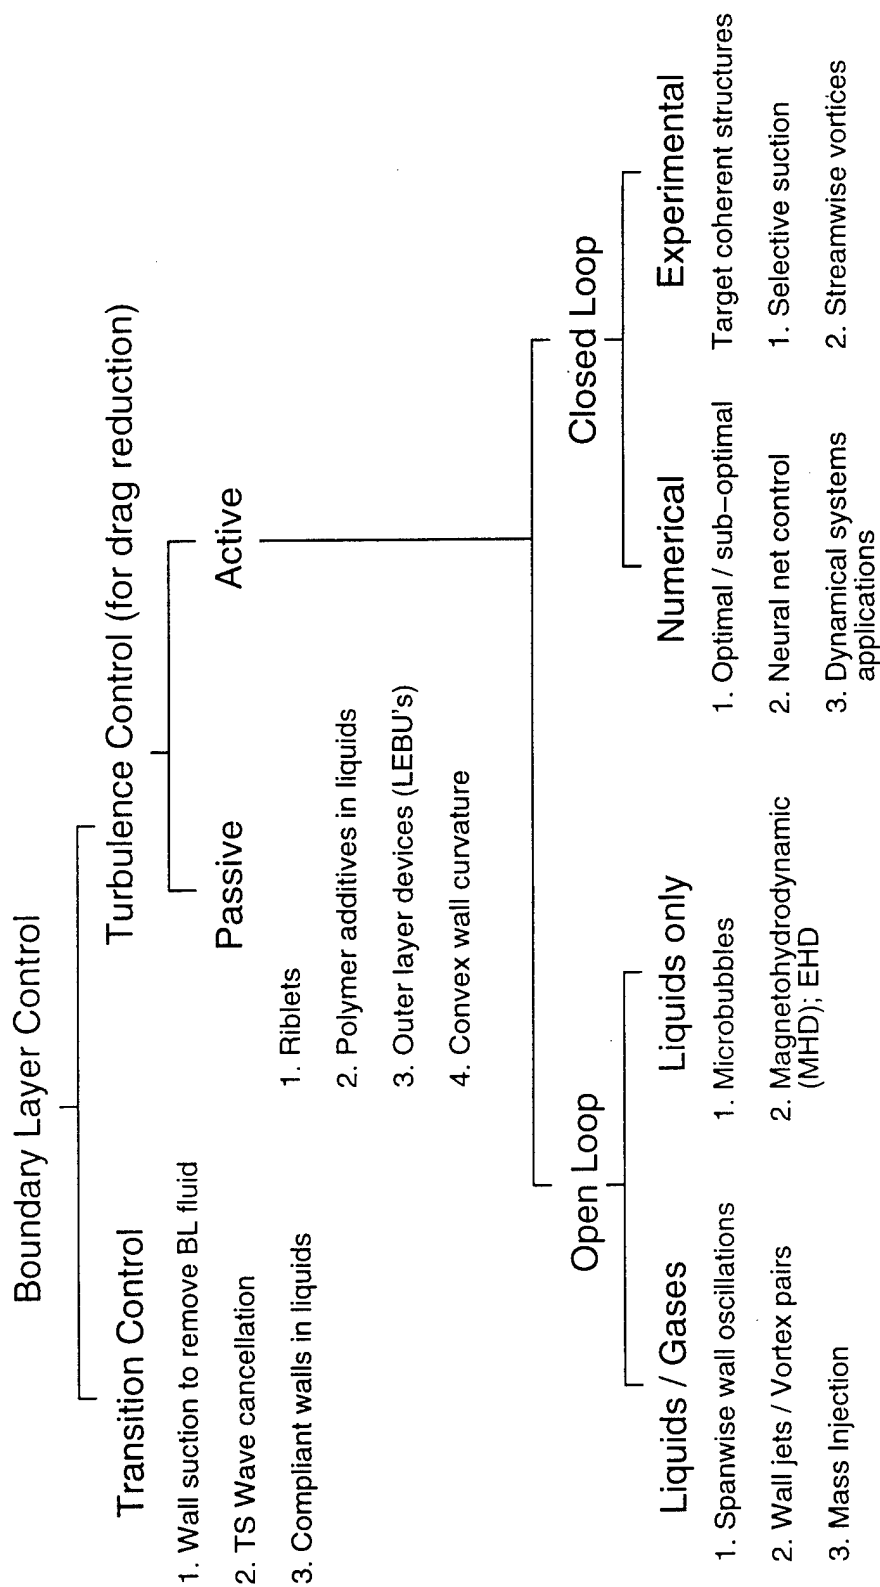 Boundary Layer Control
Transition Control
1. Wall suction to remove BL fluid
2. TS Wave cancellation
3. Compliant walls in liquids
Turbulence Control (for drag reduction)
Passive
1. Riblets
2. Polymer additives in liquids
3. Outer layer devices (LEBU's)
4. Convex wall curvature
Active
Open Loop
Liquids / Gases
1. Spanwise wall oscillations
2. Wall jets / Vortex pairs
3. Mass Injection
Liquids only
1. Microbubbles
2. Magnetohydrodynamic
(MHD); EHD
Closed Loop
Numerical
1. Optimal / sub-optimal
2. Neural net control
3. Dynamical systems
applications
Experimental
Target coherent structures
1. Selective suction
2. Streamwise vortices